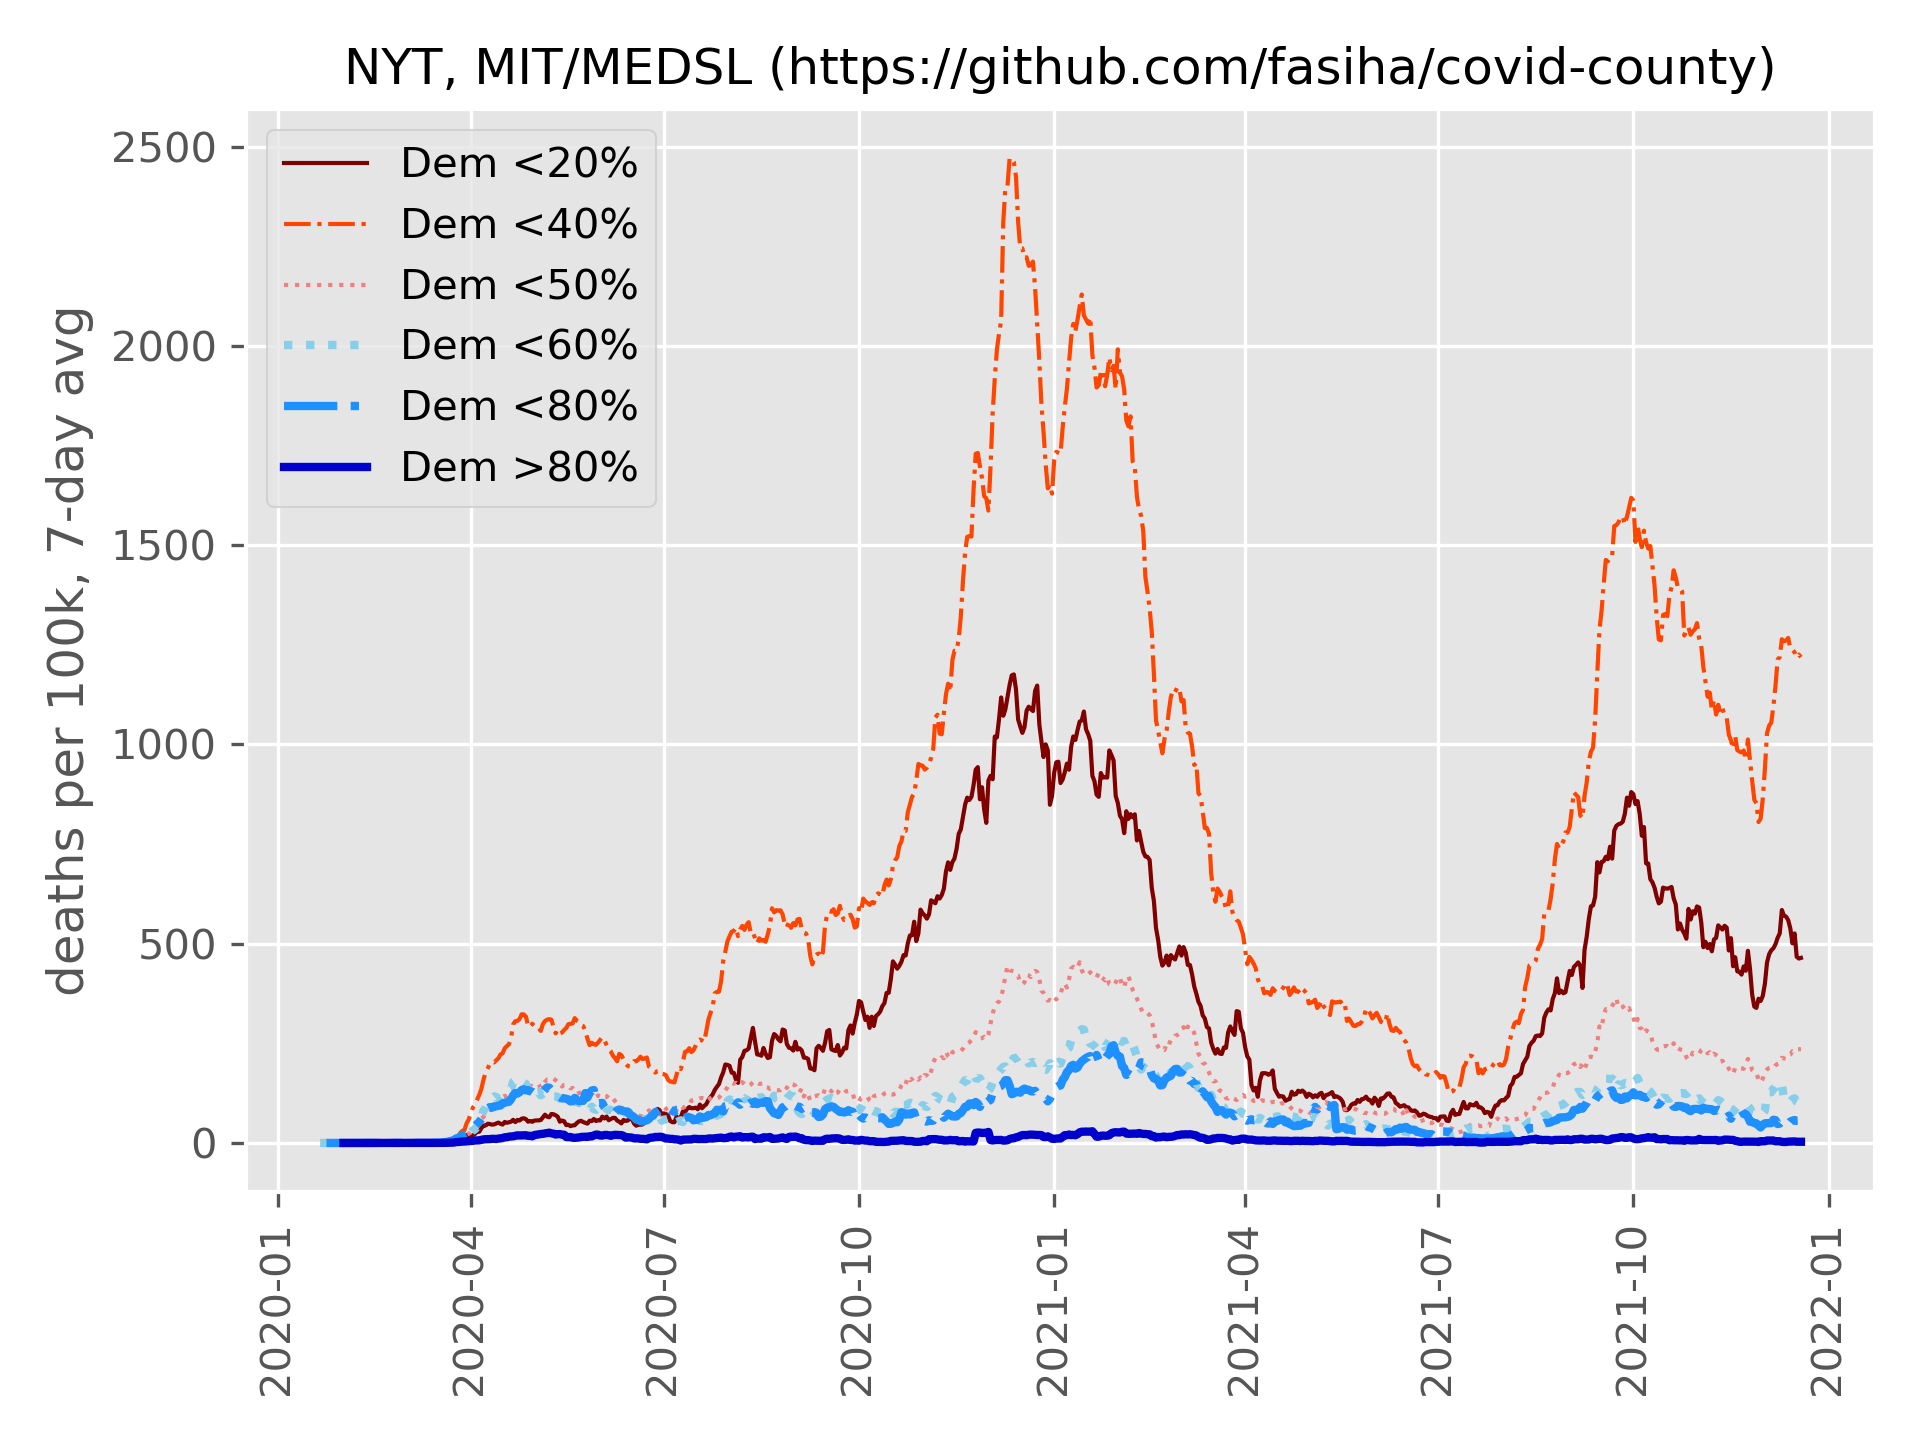 NYT, MIT/MEDSL (https://github.com/fasiha/covid-county)
deaths per 100k, 7-day avg
2500
2000
1500
1000
500
0
Dem <20%
Dem <40%
Dem <50%
Dem <60%
Dem <80%
Dem >80%
2020-01
2020-04
2020-07
2020-10
2021-01
2021-04
2021-07
2021-10
2022-01